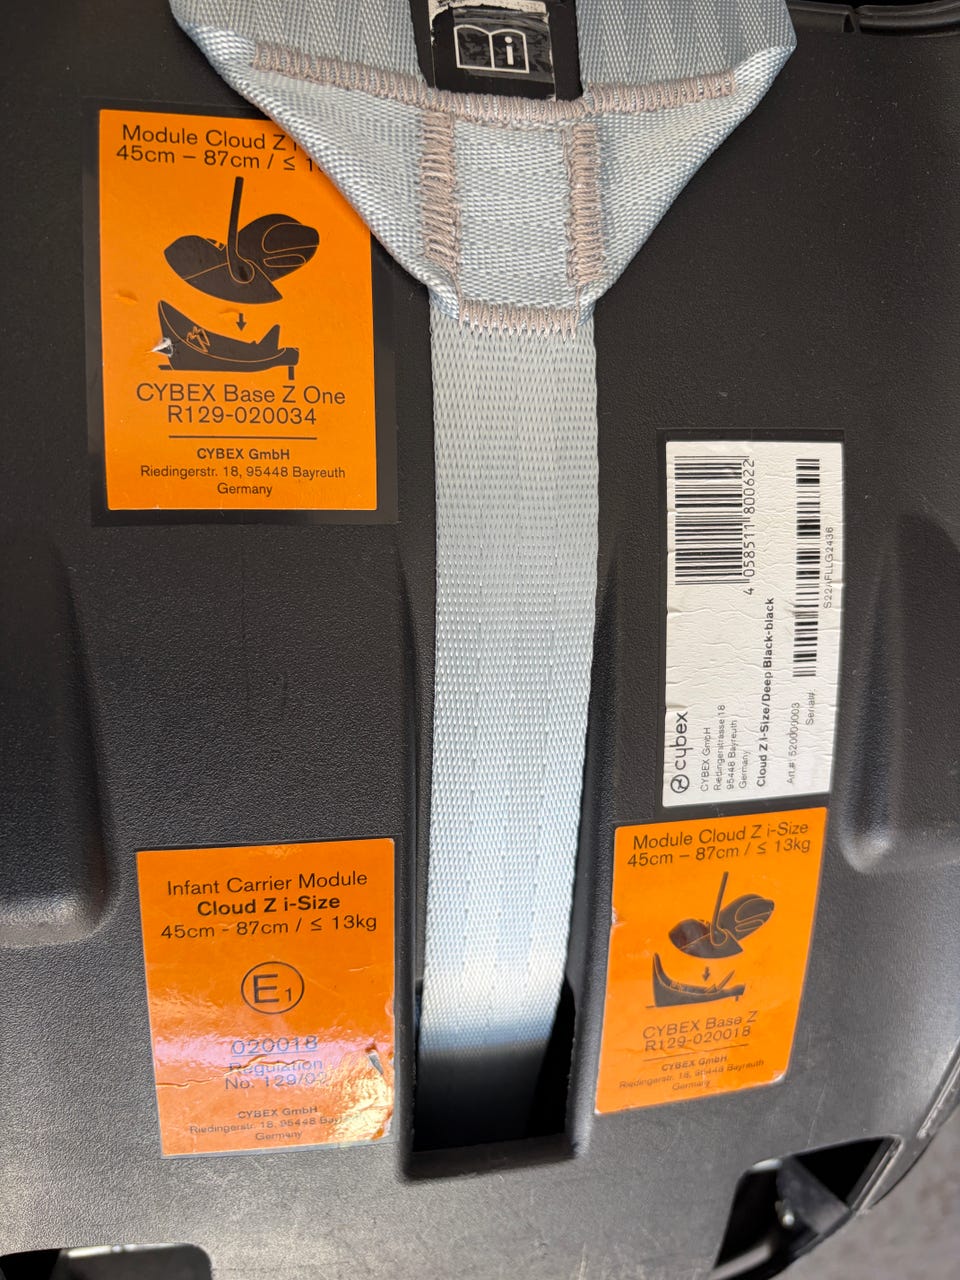 Module Cloud Z
45cm – 87cm / ≤
CYBEX Base Z One
R129-020034
CYBEX GmbH
Riedingerstr. 18, 95448 Bayreuth
Germany
4 058511 800622
S22AFLLG2436
Serial#:
Art.#: 520000003
Cloud Z i-Size/Deep Black-black
cybex
CYBEX GmbH
Riedingerstrasse 18
95448 Bayreuth
Germany
Infant Carrier Module
Cloud Z i-Size
45cm - 87cm / ≤ 13kg
E1
020018
Regulation
No. 129/0
CYBEX GmbH
Riedingerstr. 18, 95448
Germany
Module Cloud Z i-Size
45cm – 87cm / ≤ 13kg
CYBEX Base Z
R129-020018
CYBEX GmbH
Riedingerstr. 18, 95448 Bayreuth
Germany